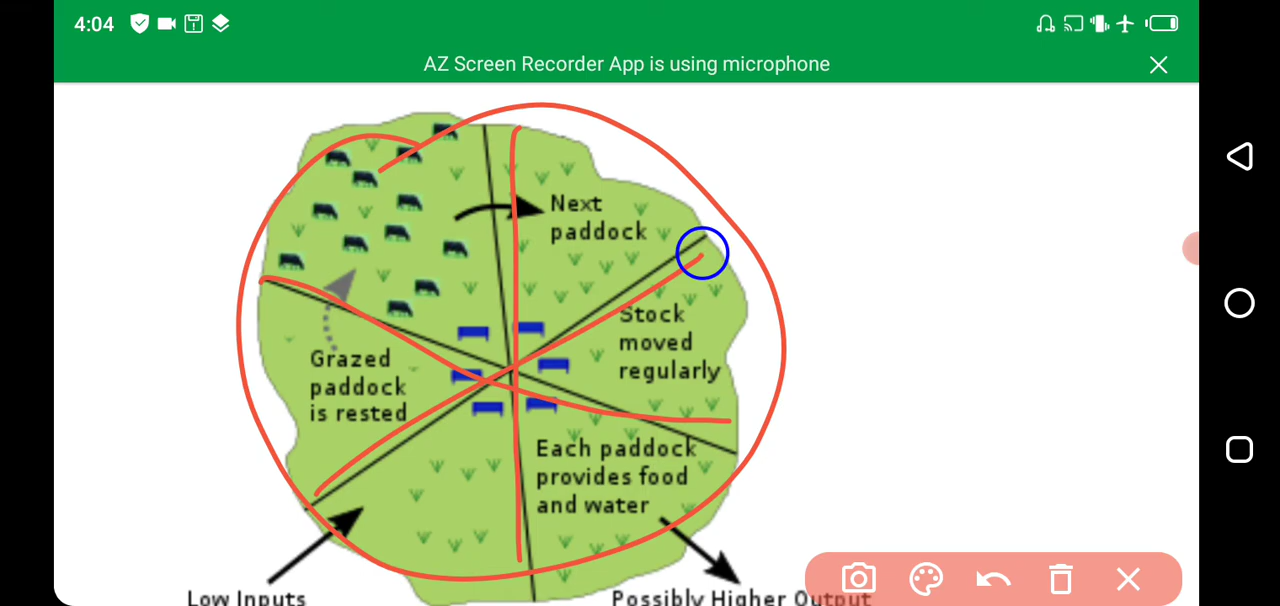 4:04
AZ Screen Recorder App is using microphone
Next
paddock
Stock
moved
regularly
Grazed
paddock
is rested
Each paddock
provides food
and water
Low Inputs
Possibly Higher Output